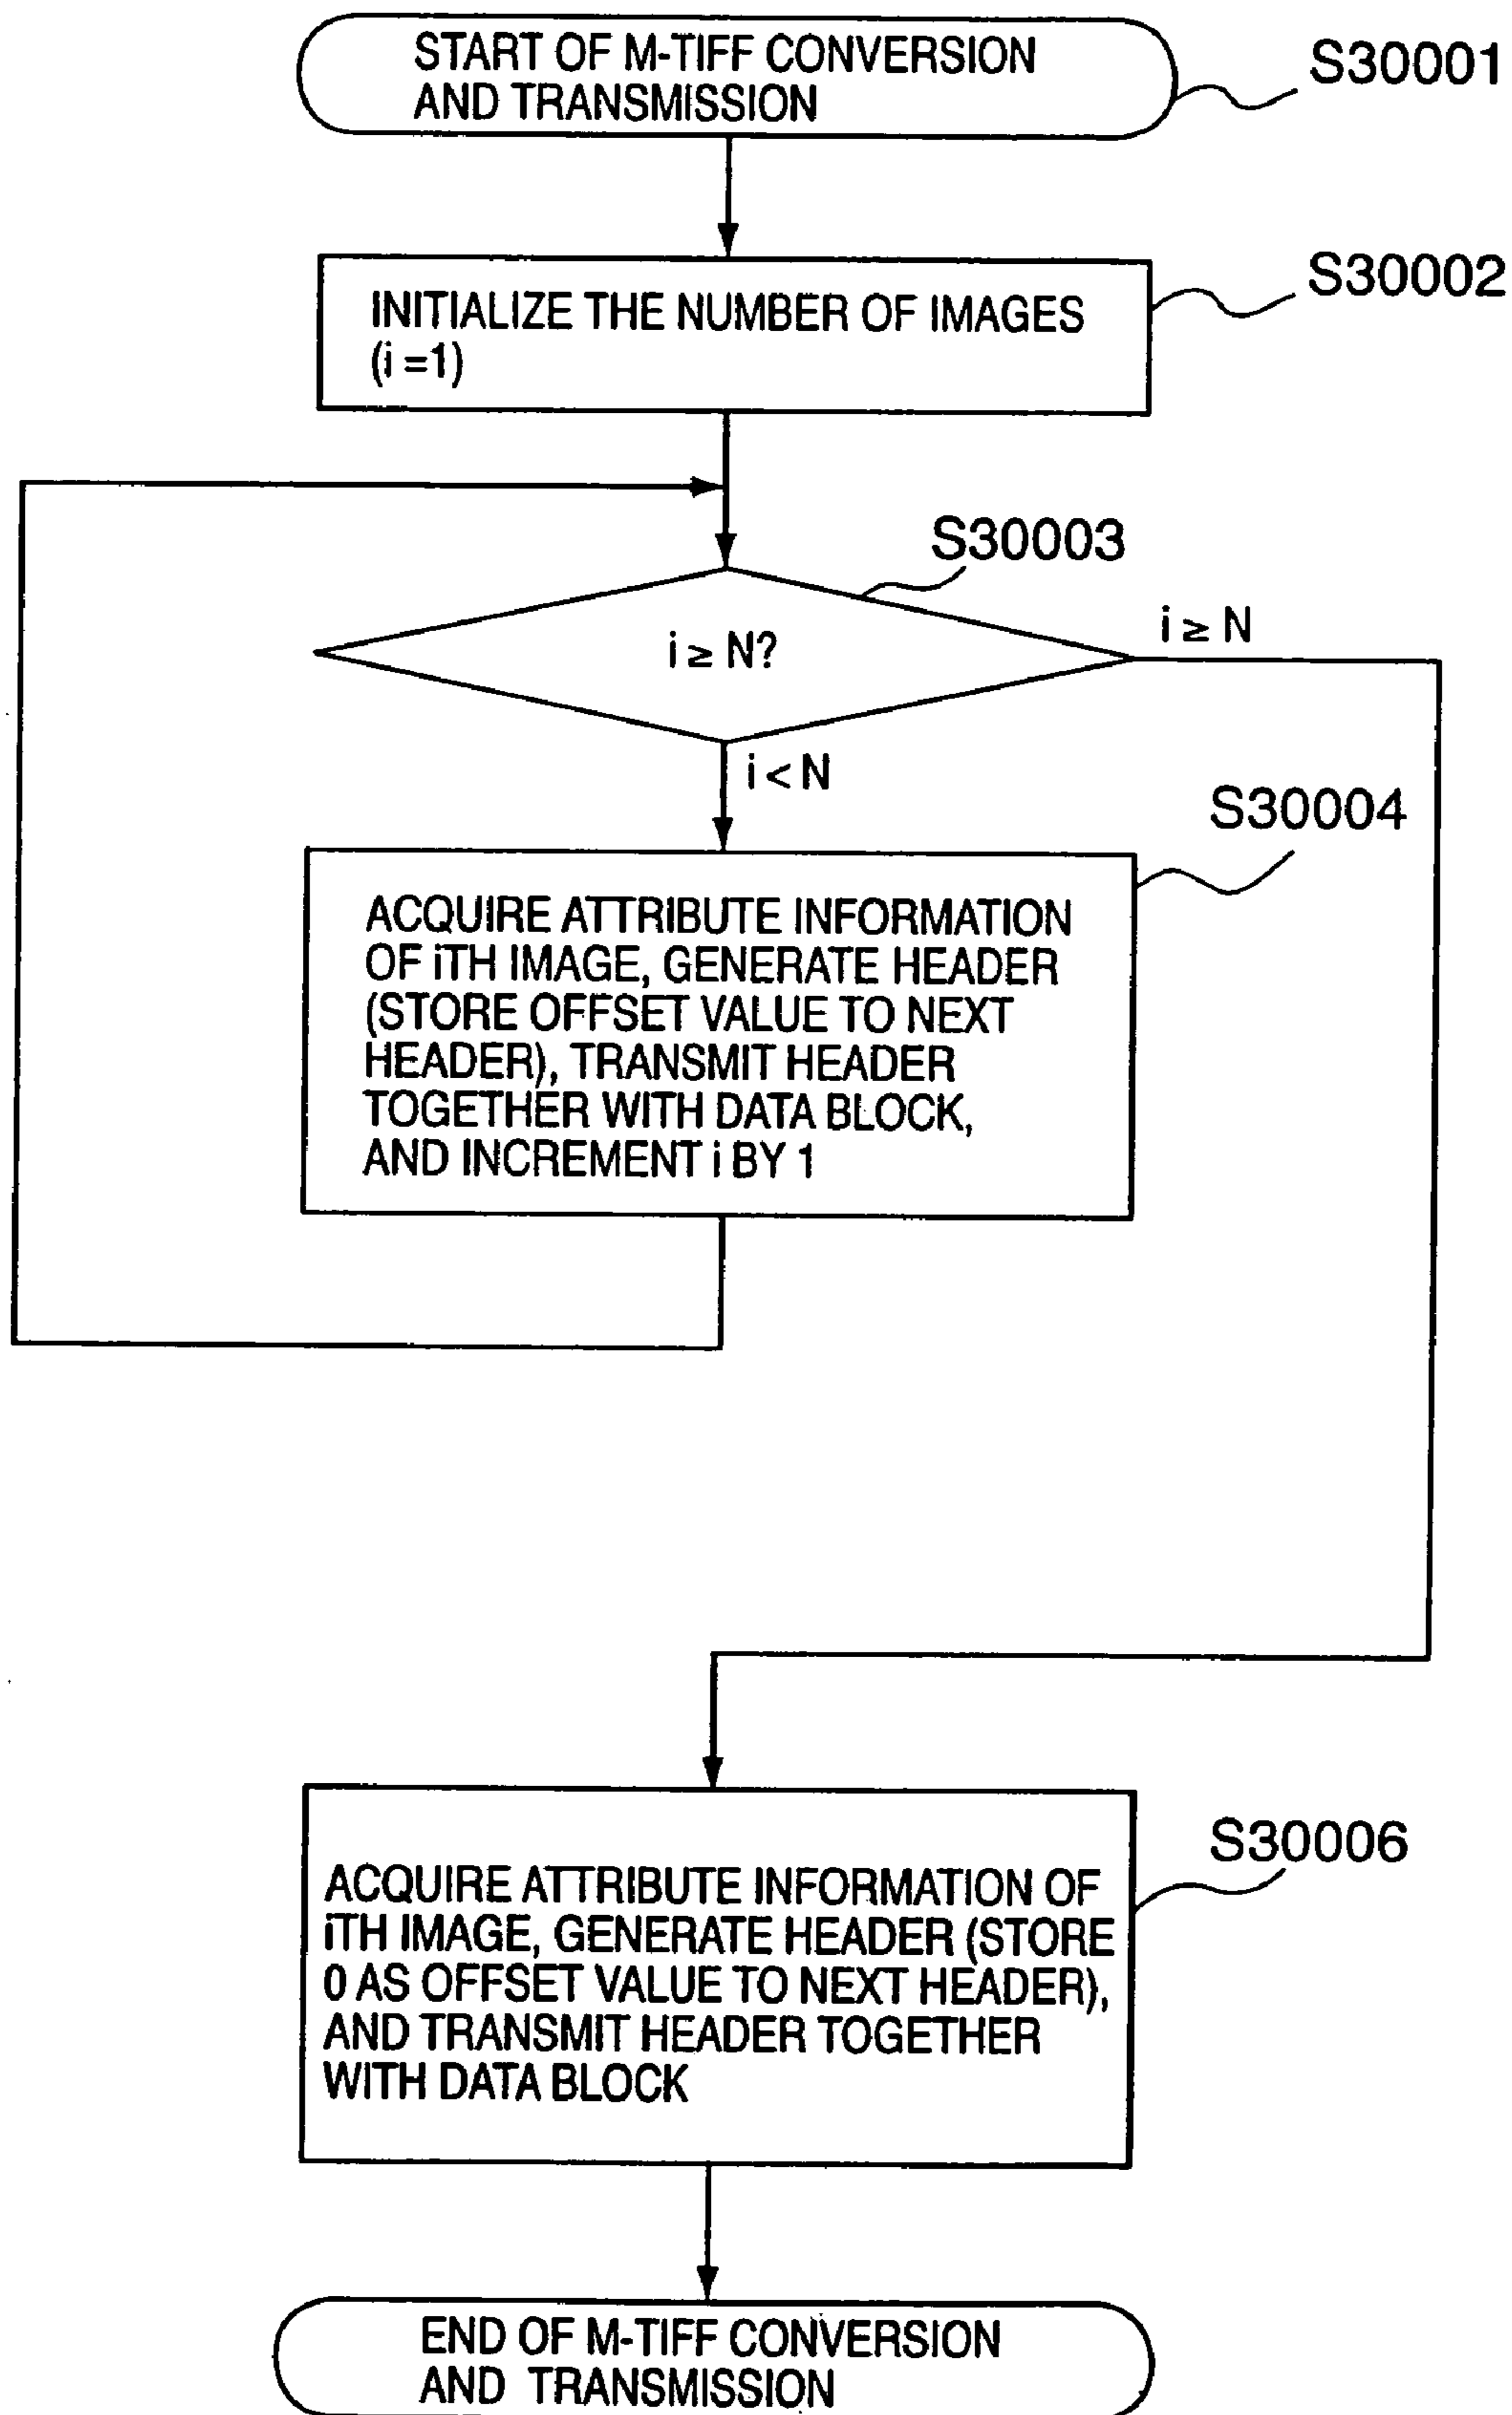 START OF M-TIFF CONVERSION
AND TRANSMISSION
S30001
INITIALIZE THE NUMBER OF IMAGES
(i =1)
S30002
S30003
i ≥ N?
i ≥ N
i < N
S30004
ACQUIRE ATTRIBUTE INFORMATION
OF iTH IMAGE, GENERATE HEADER
(STORE OFFSET VALUE TO NEXT
HEADER), TRANSMIT HEADER
TOGETHER WITH DATA BLOCK,
AND INCREMENT i BY 1
S30006
ACQUIRE ATTRIBUTE INFORMATION OF
iTH IMAGE, GENERATE HEADER (STORE
0 AS OFFSET VALUE TO NEXT HEADER),
AND TRANSMIT HEADER TOGETHER
WITH DATA BLOCK
END OF M-TIFF CONVERSION
AND TRANSMISSION